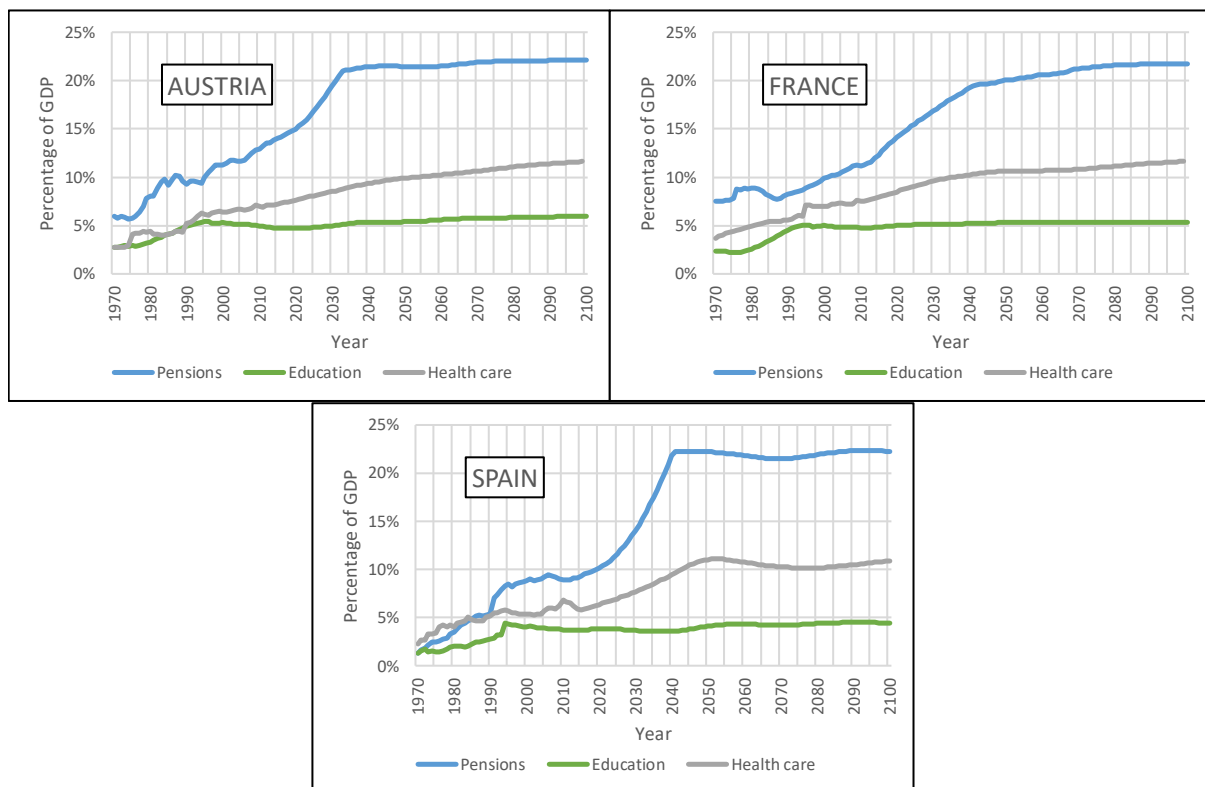 AUSTRIA
Percentage of GDP
25%
20%
15%
10%
5%
0%
1970 1980 1990 2000 2010 2020 2030 2040 2050 2060 2070 2080 2090 2100
Year
Pensions Education Health care
FRANCE
Percentage of GDP
25%
20%
15%
10%
5%
0%
1970 1980 1990 2000 2010 2020 2030 2040 2050 2060 2070 2080 2090 2100
Year
Pensions Education Health care
SPAIN
Percentage of GDP
25%
20%
15%
10%
5%
0%
1970 1980 1990 2000 2010 2020 2030 2040 2050 2060 2070 2080 2090 2100
Year
Pensions Education Health care